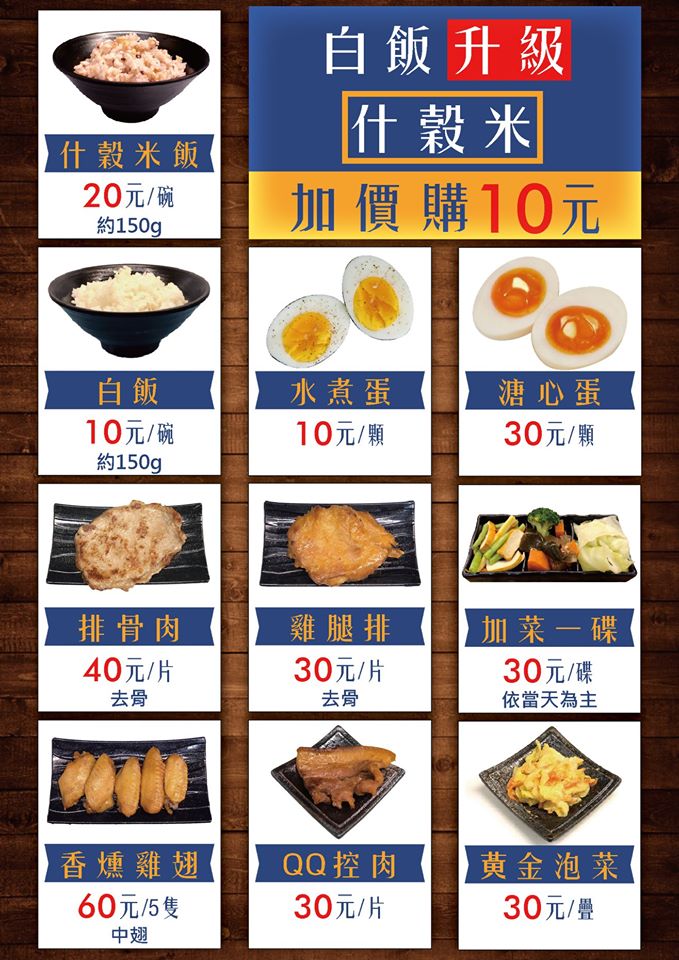 白飯升級
什穀米
加價購10元
什穀米飯
20元/碗
約150g
白飯
10元/碗
約150g
水煮蛋
10元/顆
溏心蛋
30元/顆
排骨肉
40元/片
去骨
雞腿排
30元/片
去骨
加菜一碟
30元/碟
依當天為主
香燻雞翅
60元/5隻
中翅
QQ控肉
30元/片
黃金泡菜
30元/疊